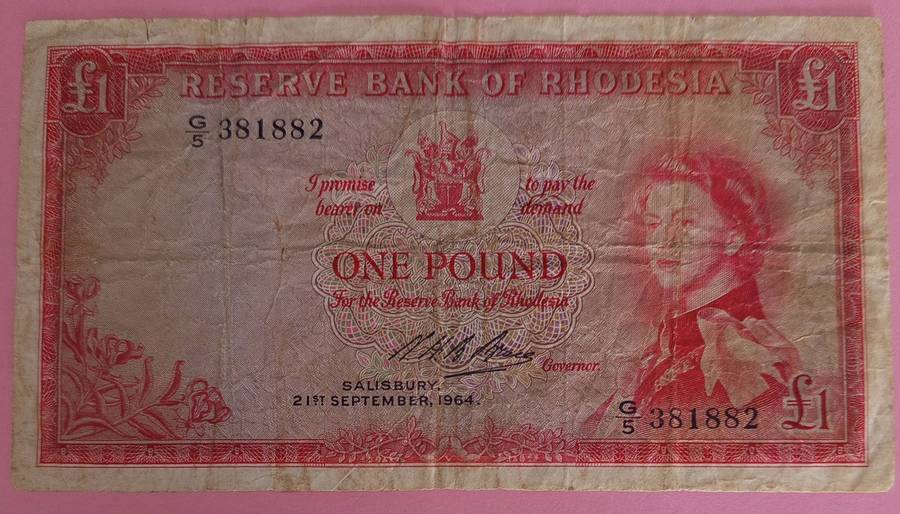 £1 RESERVE BANK OF RHODESIA £1
G/5 381882
I promise to pay the
bearer on demand
ONE POUND
For the Reserve Bank of Rhodesia
Governor.
SALISBURY,
21ST SEPTEMBER, 1964.
G/5 381882 £1